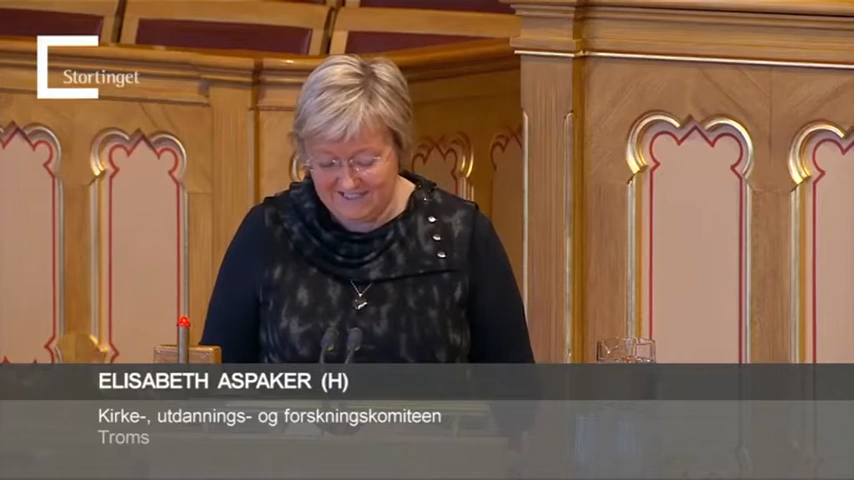 Stortinget
ELISABETH ASPAKER (H)
Kirke-, utdannings- og forskningskomiteen
Troms